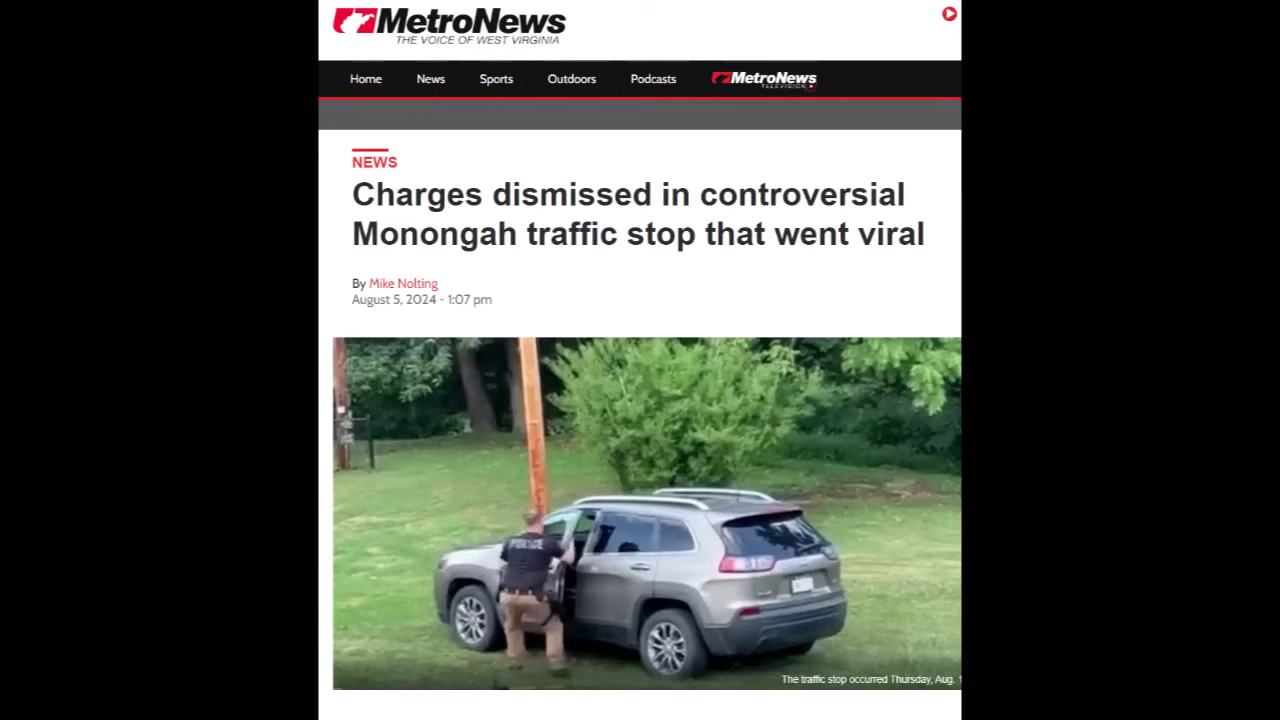 MetroNews
THE VOICE OF WEST VIRGINIA
Home News Sports Outdoors Podcasts MetroNews
TELEVISION
NEWS
Charges dismissed in controversial
Monongah traffic stop that went viral
By Mike Nolting
August 5, 2024 - 1:07 pm
POLICE
The traffic stop occurred Thursday, Aug. 1